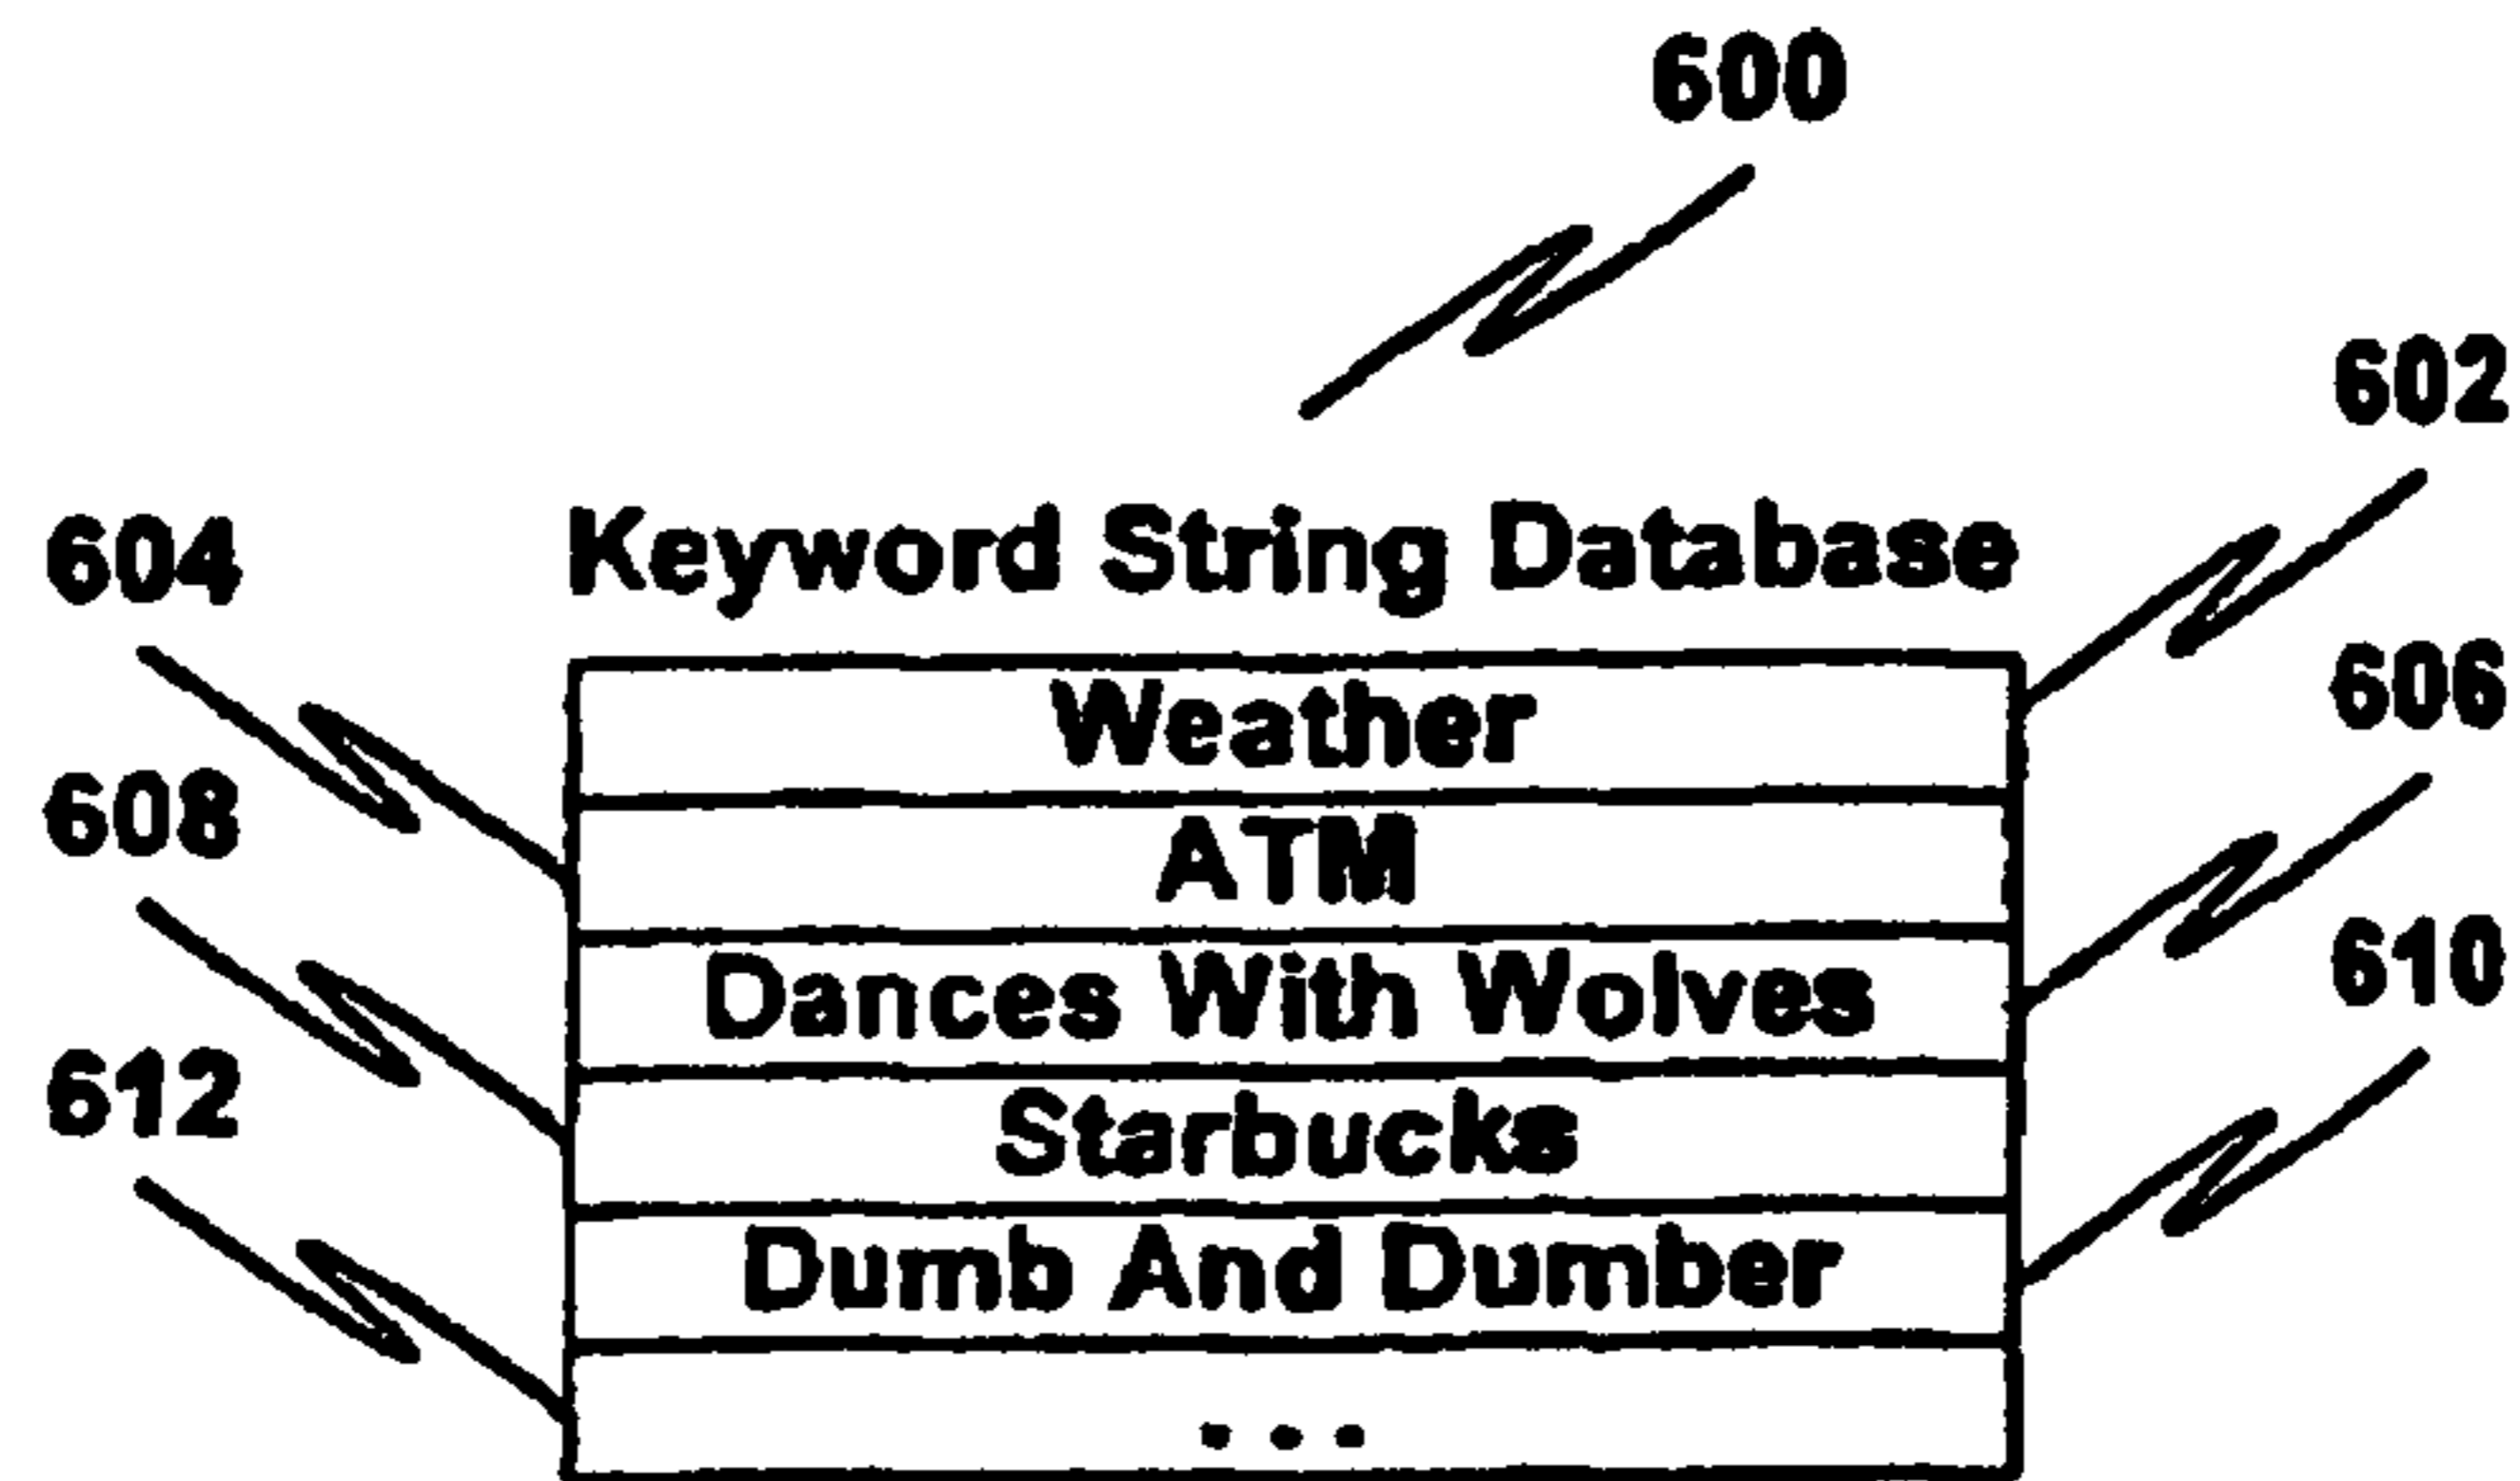 600
602
604
Keyword String Database
606
Weather
608
ATM
610
Dances With Wolves
612
Starbucks
Dumb And Dumber
...